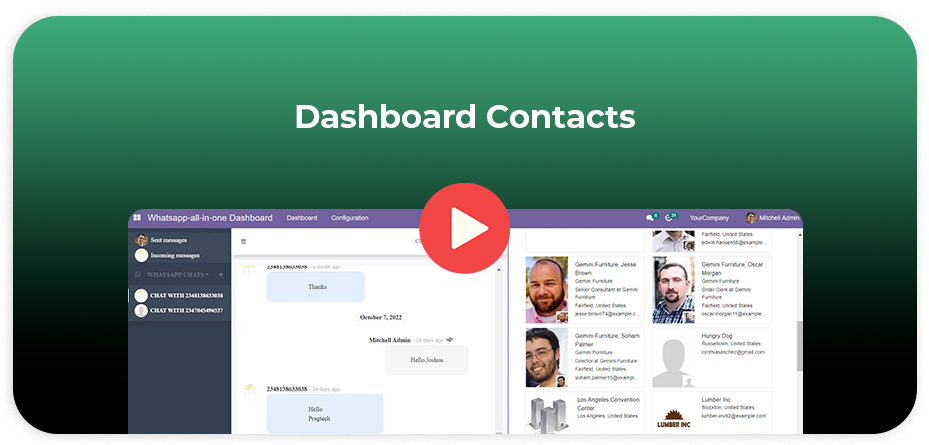 Dashboard Contacts
Whatsapp-all-in-one Dashboard
Dashboard
Configuration
4
21
YourCompany
Mitchell Admin
Sent messages
Incoming messages
WHATSAPP CHATS
+
CHAT WITH 2348138633038
CHAT WITH 2347045496537
2348138633038 - a month ago
Thanks
October 7, 2022
Mitchell Admin - 24 days ago
Hello Joshua
2348138633038 - 24 days ago
Hello
Pragtech
Fairfield, United States
edwin.hansen58@example...
Gemini Furniture, Jesse
Brown
Gemini Furniture
Senior Consultant at Gemini
Furniture
Fairfield, United States
jesse.brown74@example.c...
Gemini Furniture, Oscar
Morgan
Gemini Furniture
Order Clerk at Gemini
Furniture
Fairfield, United States
oscar.morgan11@example...
Gemini Furniture, Soham
Palmer
Gemini Furniture
Director at Gemini Furniture
Fairfield, United States
soham.palmer15@exampl...
Hungry Dog
Russeltown, United States
cynthiasanchez@gmail.com
Los Angeles Convention
Center
Los Angeles, United States
LUMBER INC
Lumber Inc
Stockton, United States
lumber-inv92@example.com